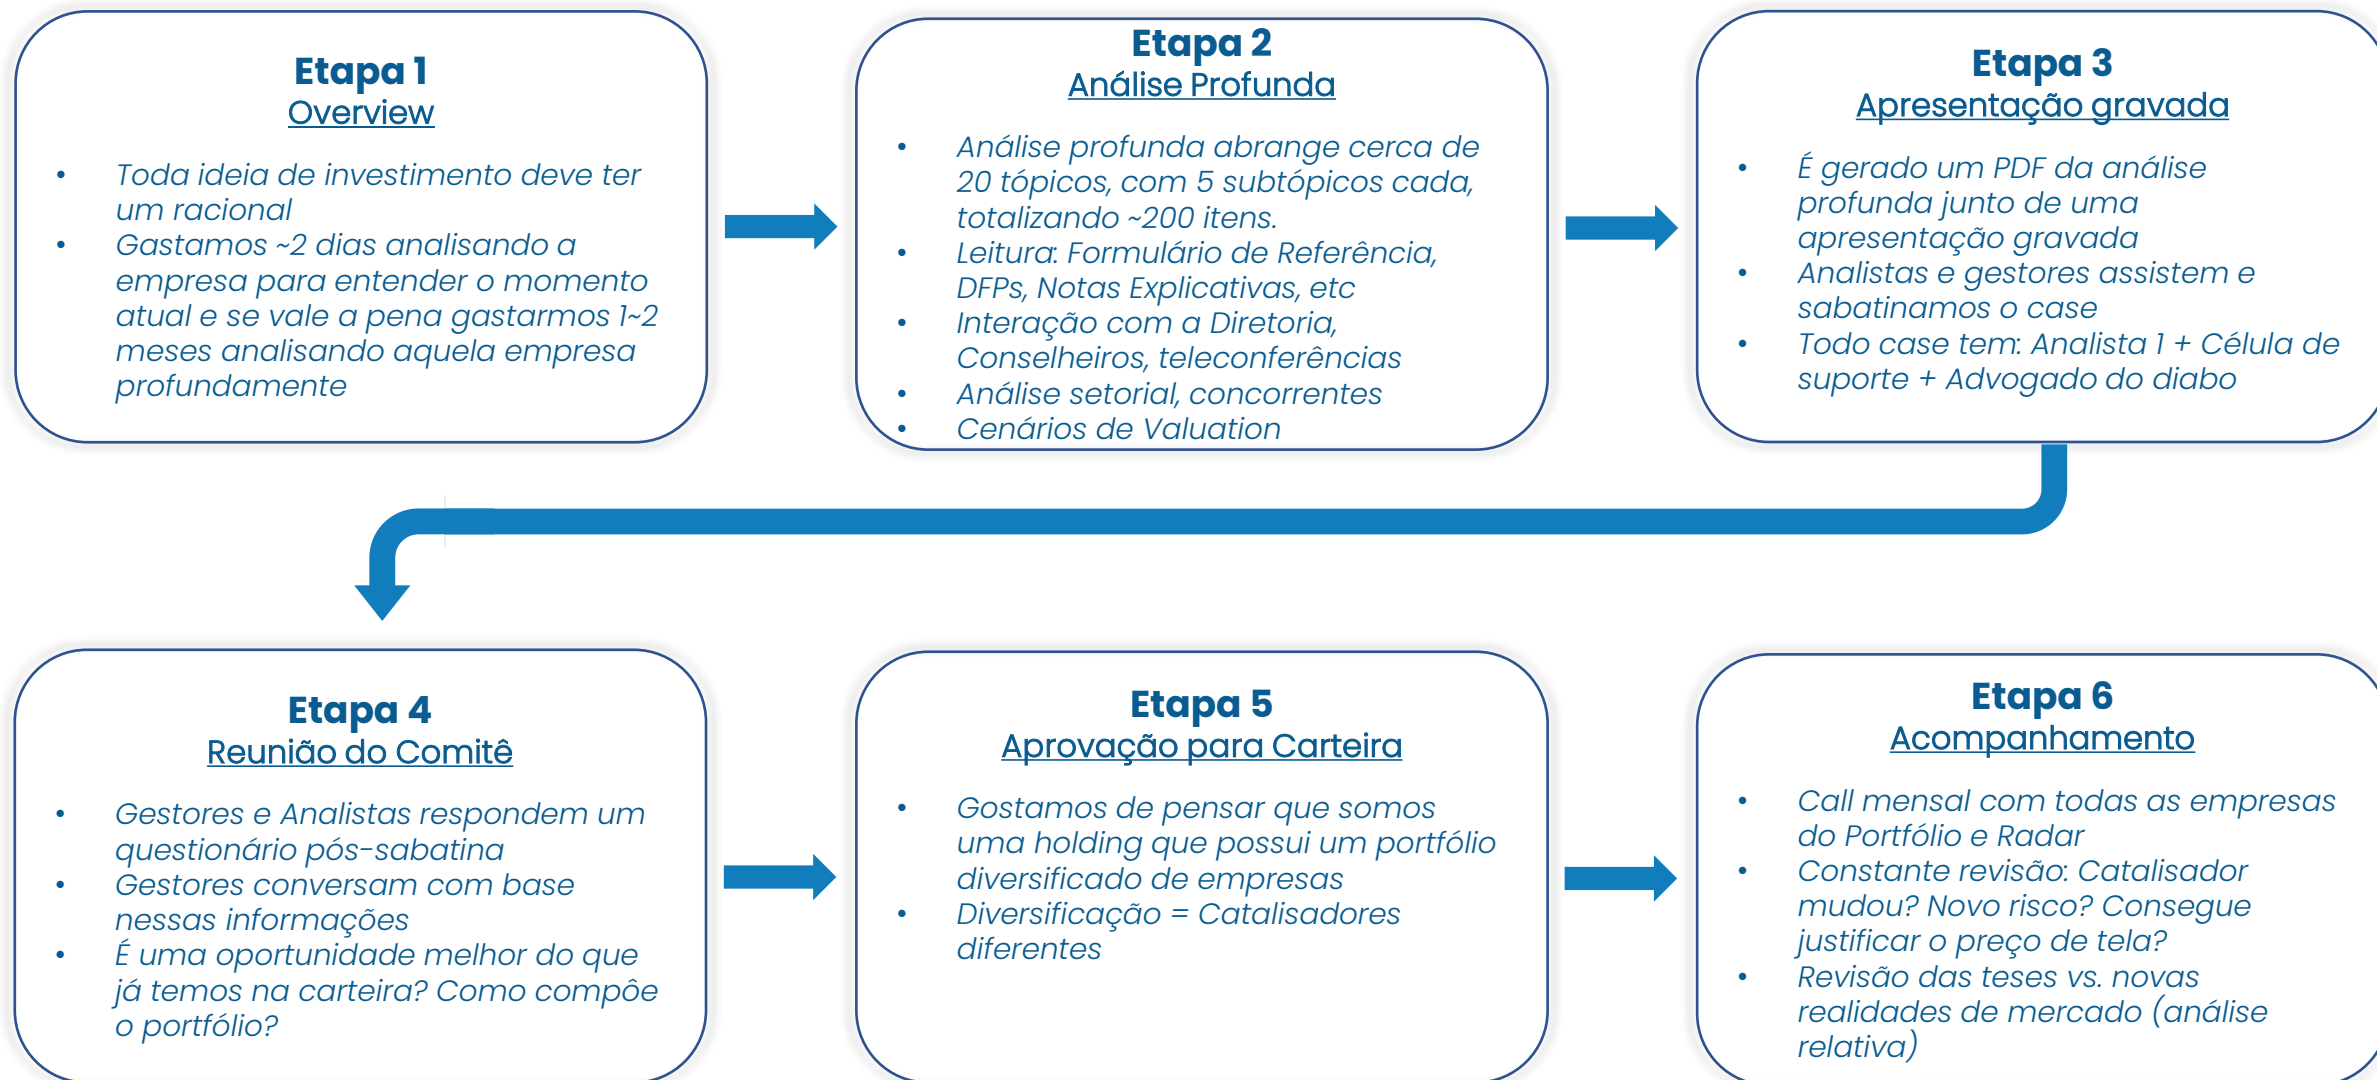 Etapa 1
Overview
• Toda ideia de investimento deve ter
um racional
• Gastamos ~2 dias analisando a
empresa para entender o momento
atual e se vale a pena gastarmos 1~2
meses analisando aquela empresa
profundamente
Etapa 2
Análise Profunda
• Análise profunda abrange cerca de
20 tópicos, com 5 subtópicos cada,
totalizando ~200 itens.
• Leitura: Formulário de Referência,
DFPs, Notas Explicativas, etc
• Interação com a Diretoria,
Conselheiros, teleconferências
• Análise setorial, concorrentes
• Cenários de Valuation
Etapa 3
Apresentação gravada
• É gerado um PDF da análise
profunda junto de uma
apresentação gravada
• Analistas e gestores assistem e
sabatinamos o case
• Todo case tem: Analista 1 + Célula de
suporte + Advogado do diabo
Etapa 4
Reunião do Comitê
• Gestores e Analistas respondem um
questionário pós-sabatina
• Gestores conversam com base
nessas informações
• É uma oportunidade melhor do que
já temos na carteira? Como compôe
o portfólio?
Etapa 5
Aprovação para Carteira
• Gostamos de pensar que somos
uma holding que possui um portfólio
diversificado de empresas
• Diversificação = Catalisadores
diferentes
Etapa 6
Acompanhamento
• Call mensal com todas as empresas
do Portfólio e Radar
• Constante revisão: Catalisador
mudou? Novo risco? Consegue
justificar o preço de tela?
• Revisão das teses vs. novas
realidades de mercado (análise
relativa)